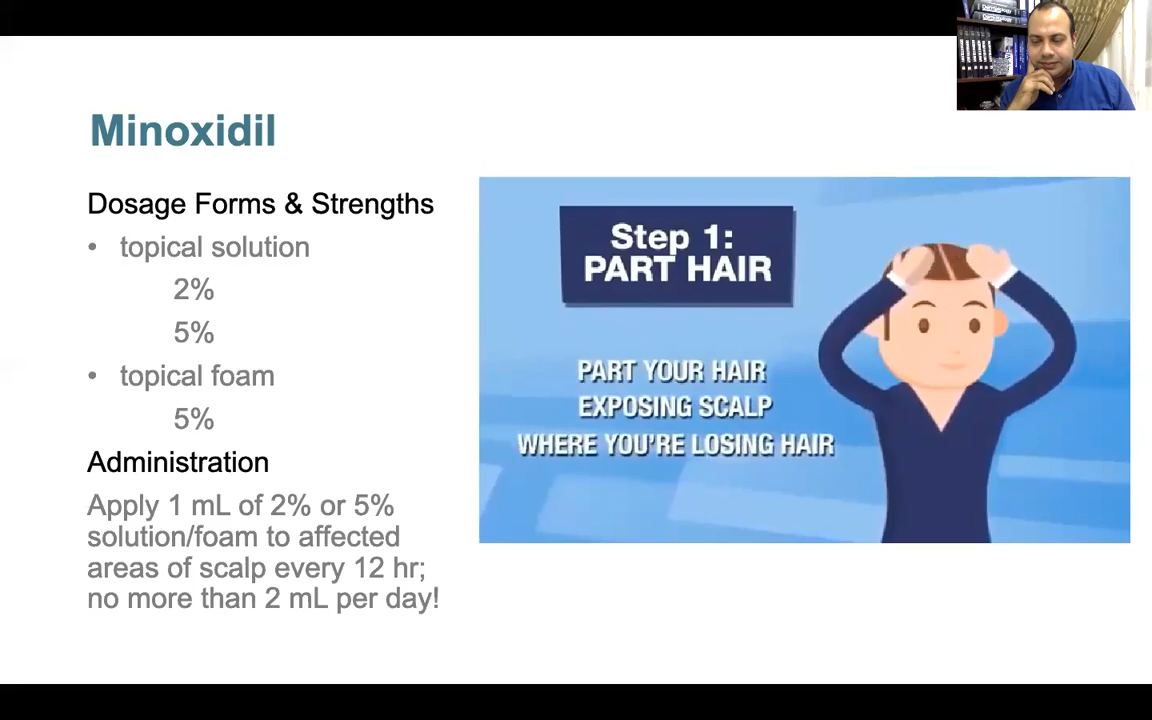 Minoxidil
Dosage Forms & Strengths
• topical solution
2%
5%
• topical foam
5%
Administration
Apply 1 mL of 2% or 5%
solution/foam to affected
areas of scalp every 12 hr;
no more than 2 mL per day!
Step 1:
PART HAIR
PART YOUR HAIR
EXPOSING SCALP
WHERE YOU'RE LOSING HAIR